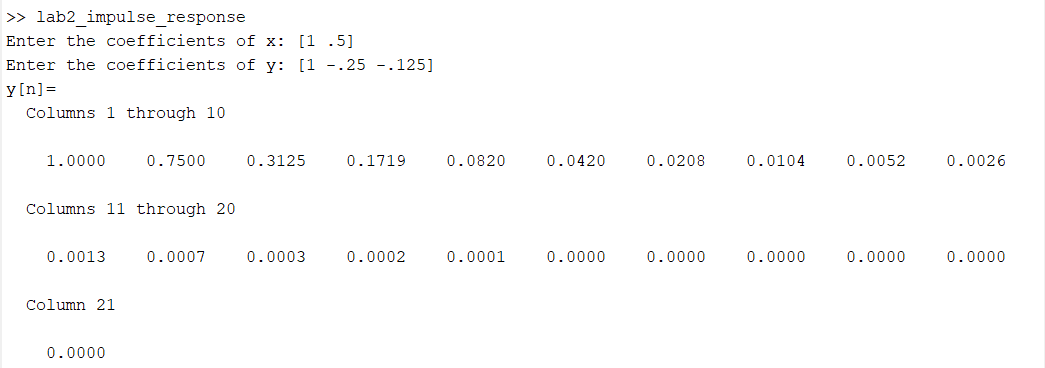 >> lab2_impulse_response
Enter the coefficients of x: [1 .5]
Enter the coefficients of y: [1 -.25 -.125]
y[n]=
Columns 1 through 10
1.0000 0.7500 0.3125 0.1719 0.0820 0.0420 0.0208 0.0104 0.0052 0.0026
Columns 11 through 20
0.0013 0.0007 0.0003 0.0002 0.0001 0.0000 0.0000 0.0000 0.0000 0.0000
Column 21
0.0000